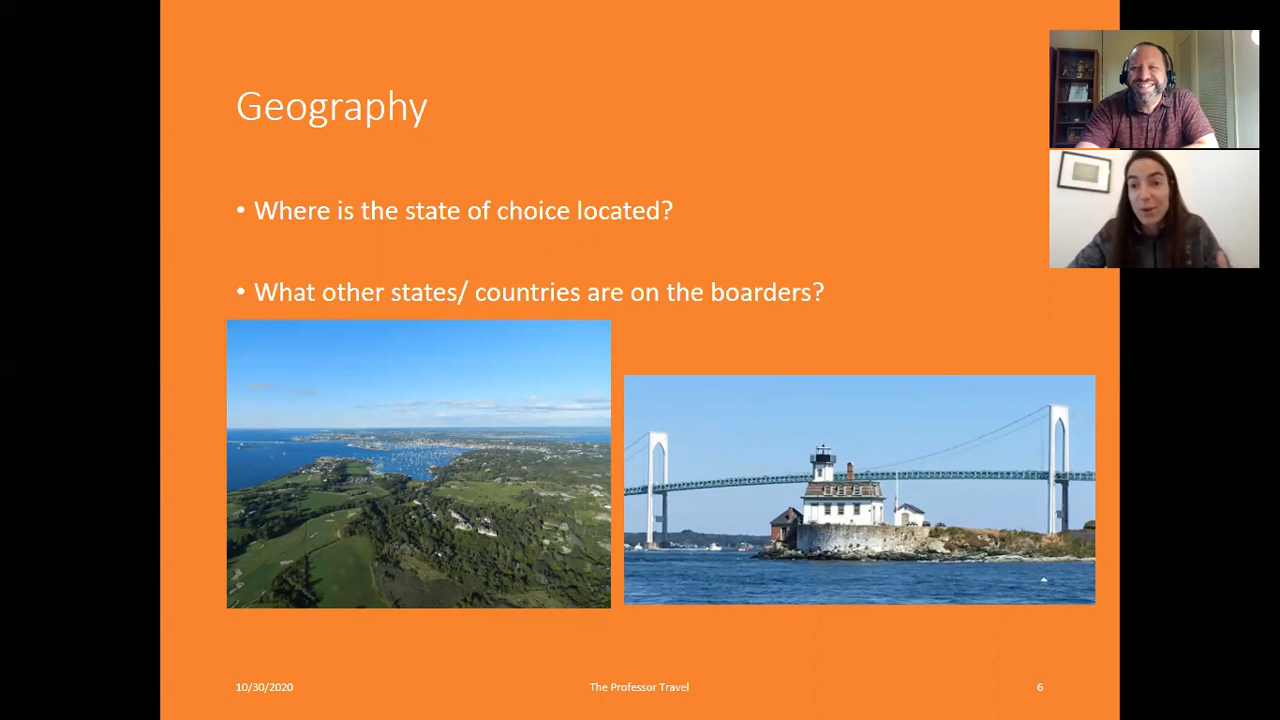 Geography
• Where is the state of choice located?
• What other states/ countries are on the boarders?
10/30/2020
The Professor Travel
6